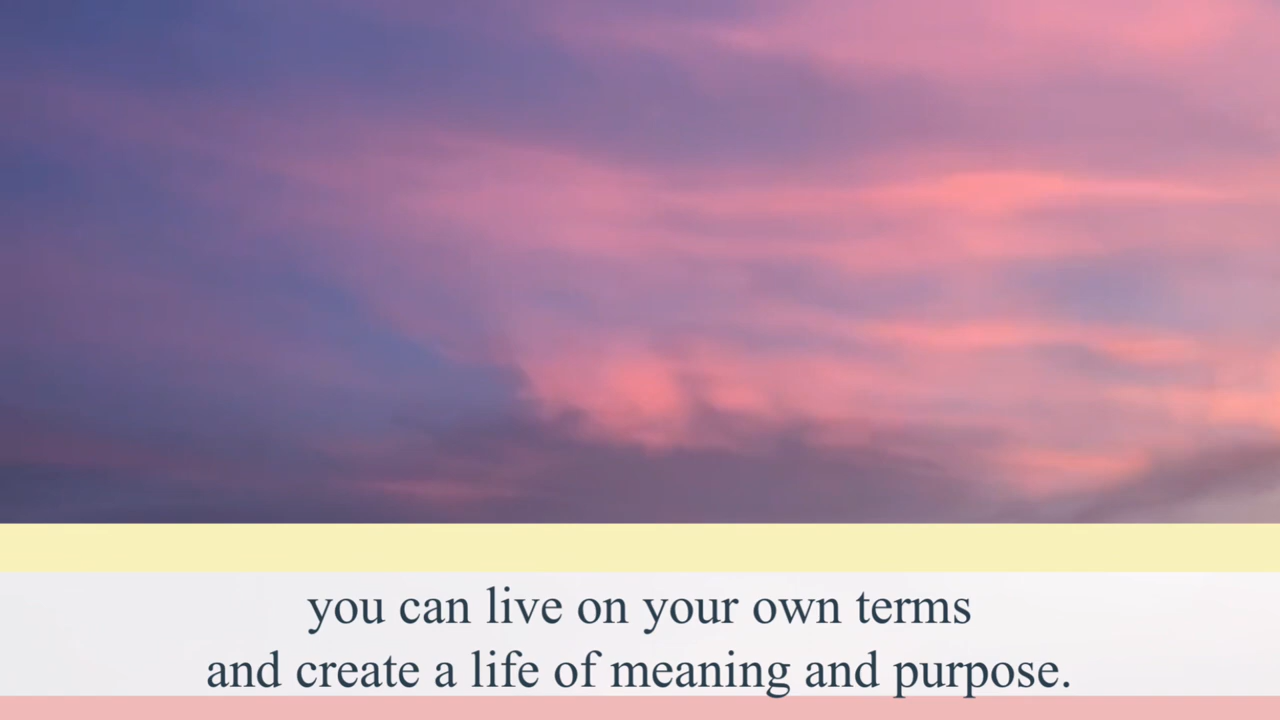 you can live on your own terms
and create a life of meaning and purpose.